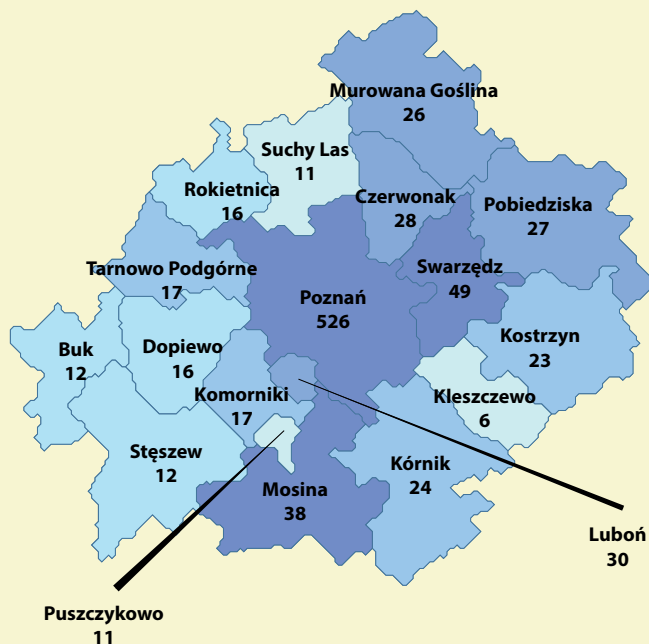 Murowana Goślina
26
Suchy Las
11
Rokietnica
16
Czerwonak
28
Pobiedziska
27
Tarnowo Podgórne
17
Swarzędz
49
Poznań
526
Kostrzyn
23
Buk
12
Dopiewo
16
Komorniki
17
Kleszczewo
6
Stęszew
12
Kórnik
24
Mosina
38
Luboń
30
Puszczykowo
11